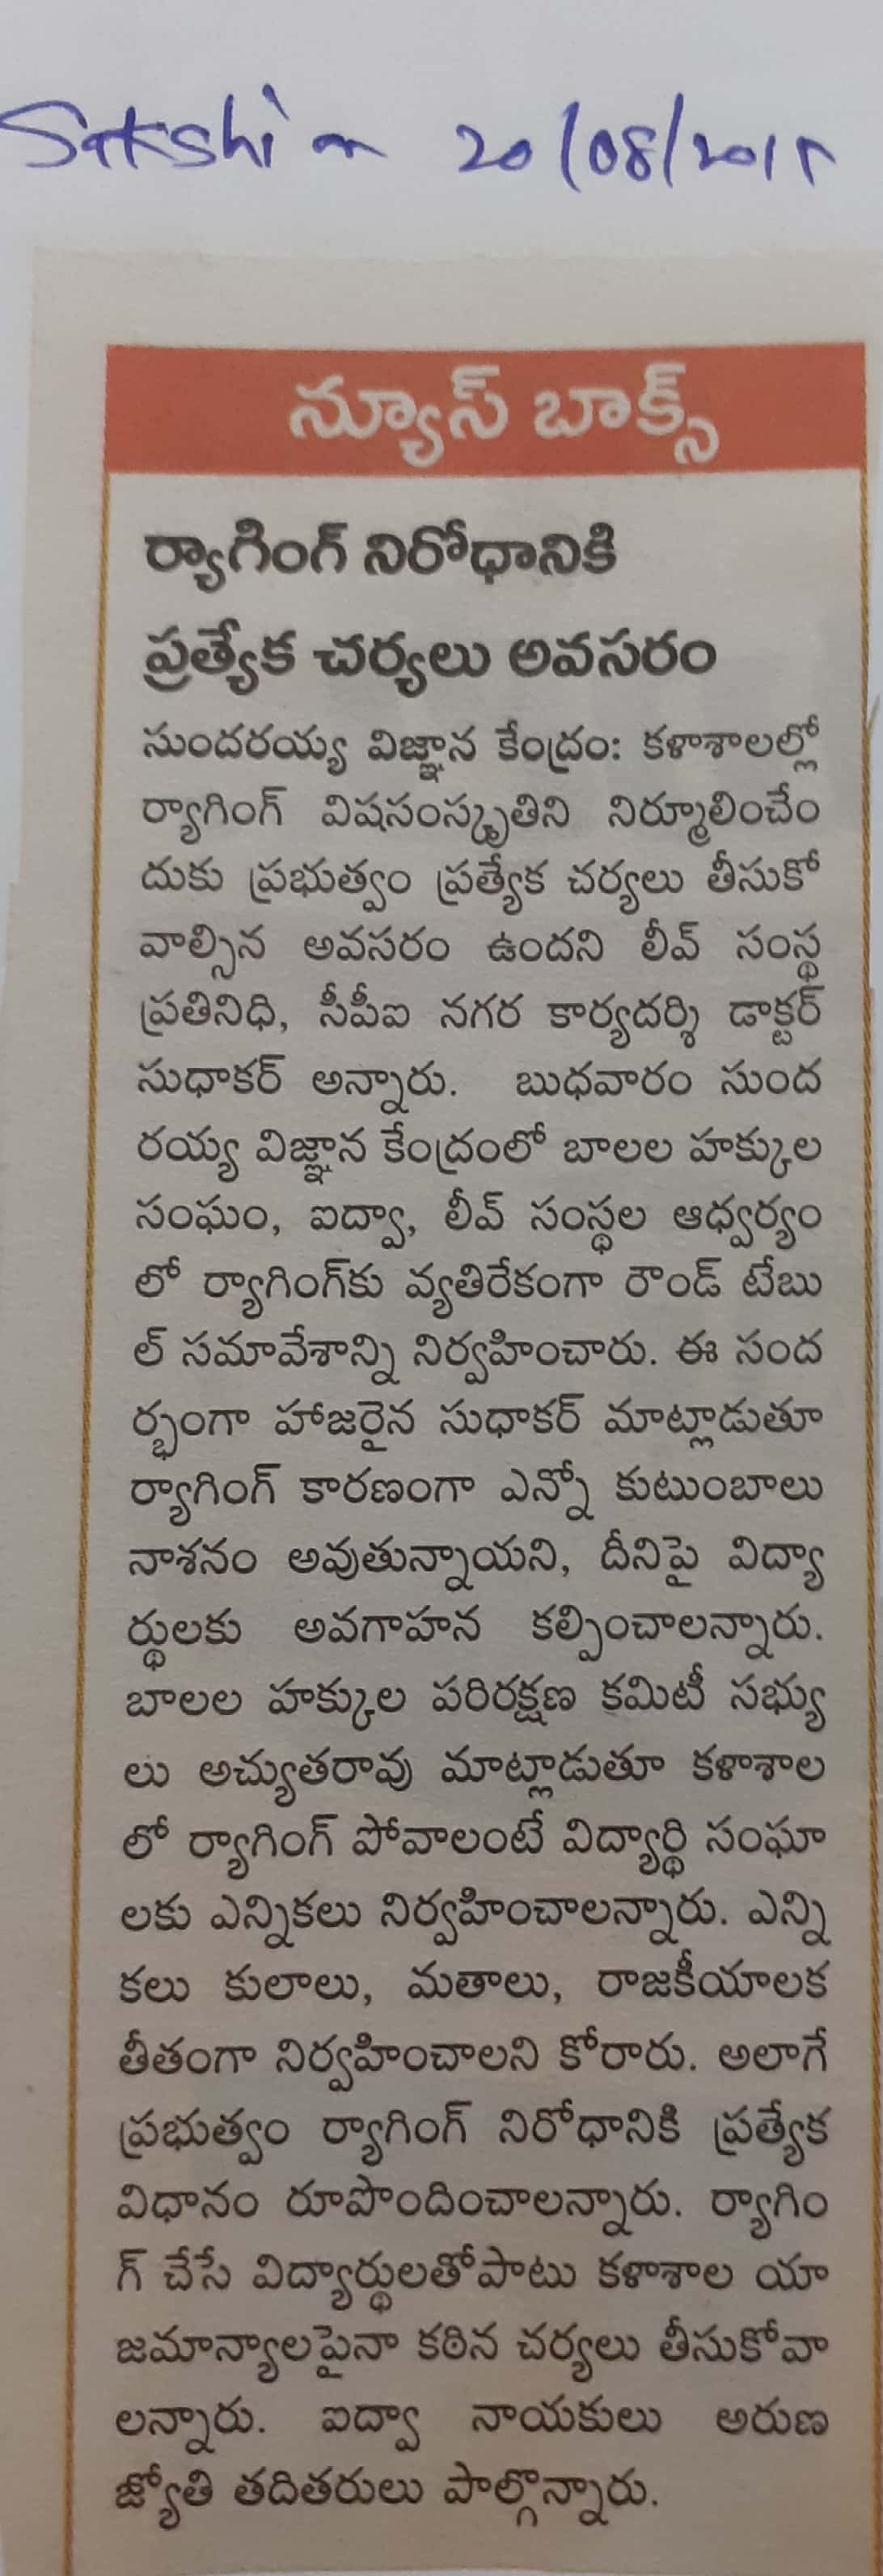 Sakshi 20/08/2015
న్యూస్ బాక్స్
ర్యాగింగ్ నిరోధానికి
ప్రత్యేక చర్యలు అవసరం
సుందరయ్య విజ్ఞాన కేంద్రం: కళాశాలల్లో
ర్యాగింగ్ విషసంస్కృతిని నిర్మూలించేం
దుకు ప్రభుత్వం ప్రత్యేక చర్యలు తీసుకో
వాల్సిన అవసరం ఉందని లీవ్ సంస్థ
ప్రతినిధి, సీపీఐ నగర కార్యదర్శి డాక్టర్
సుధాకర్ అన్నారు. బుధవారం సుంద
రయ్య విజ్ఞాన కేంద్రంలో బాలల హక్కుల
సంఘం, ఐద్వా, లీవ్ సంస్థల ఆధ్వర్యం
లో ర్యాగింగ్‌కు వ్యతిరేకంగా రౌండ్ టేబు
ల్ సమావేశాన్ని నిర్వహించారు. ఈ సంద
ర్భంగా హాజరైన సుధాకర్ మాట్లాడుతూ
ర్యాగింగ్ కారణంగా ఎన్నో కుటుంబాలు
నాశనం అవుతున్నాయని, దీనిపై విద్యా
ర్థులకు అవగాహన కల్పించాలన్నారు.
బాలల హక్కుల పరిరక్షణ కమిటీ సభ్యు
లు అచ్యుతరావు మాట్లాడుతూ కళాశాల
లో ర్యాగింగ్ పోవాలంటే విద్యార్థి సంఘా
లకు ఎన్నికలు నిర్వహించాలన్నారు. ఎన్ని
కలు కులాలు, మతాలు, రాజకీయాలక
తీతంగా నిర్వహించాలని కోరారు. అలాగే
ప్రభుత్వం ర్యాగింగ్ నిరోధానికి ప్రత్యేక
విధానం రూపొందించాలన్నారు. ర్యాగిం
గ్ చేసే విద్యార్థులతోపాటు కళాశాల యా
జమాన్యాలపైనా కఠిన చర్యలు తీసుకోవా
లన్నారు. ఐద్వా నాయకులు అరుణ
జ్యోతి తదితరులు పాల్గొన్నారు.